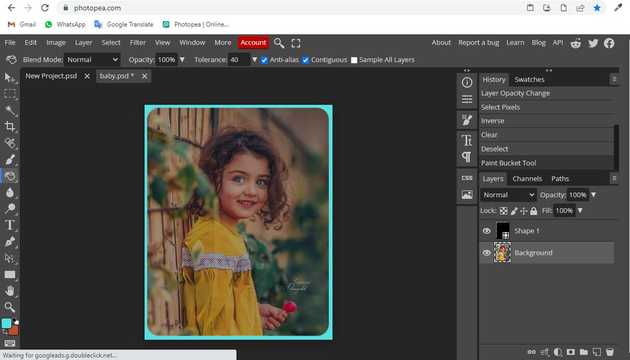 photopea.com
Gmail WhatsApp Google Translate Photopea | Online...
File Edit Image Layer Select Filter View Window More Account About Report a bug Learn Blog API
Blend Mode: Normal Opacity: 100% Tolerance: 40 Anti-alias Contiguous Sample All Layers
New Project.psd baby.psd *
History Swatches
Layer Opacity Change
Select Pixels
Inverse
Clear
Deselect
Paint Bucket Tool
Layers Channels Paths
Normal Opacity: 100%
Lock: Fill: 100%
Shape 1
Background
CSS
Waiting for googleads.g.doubleclick.net...